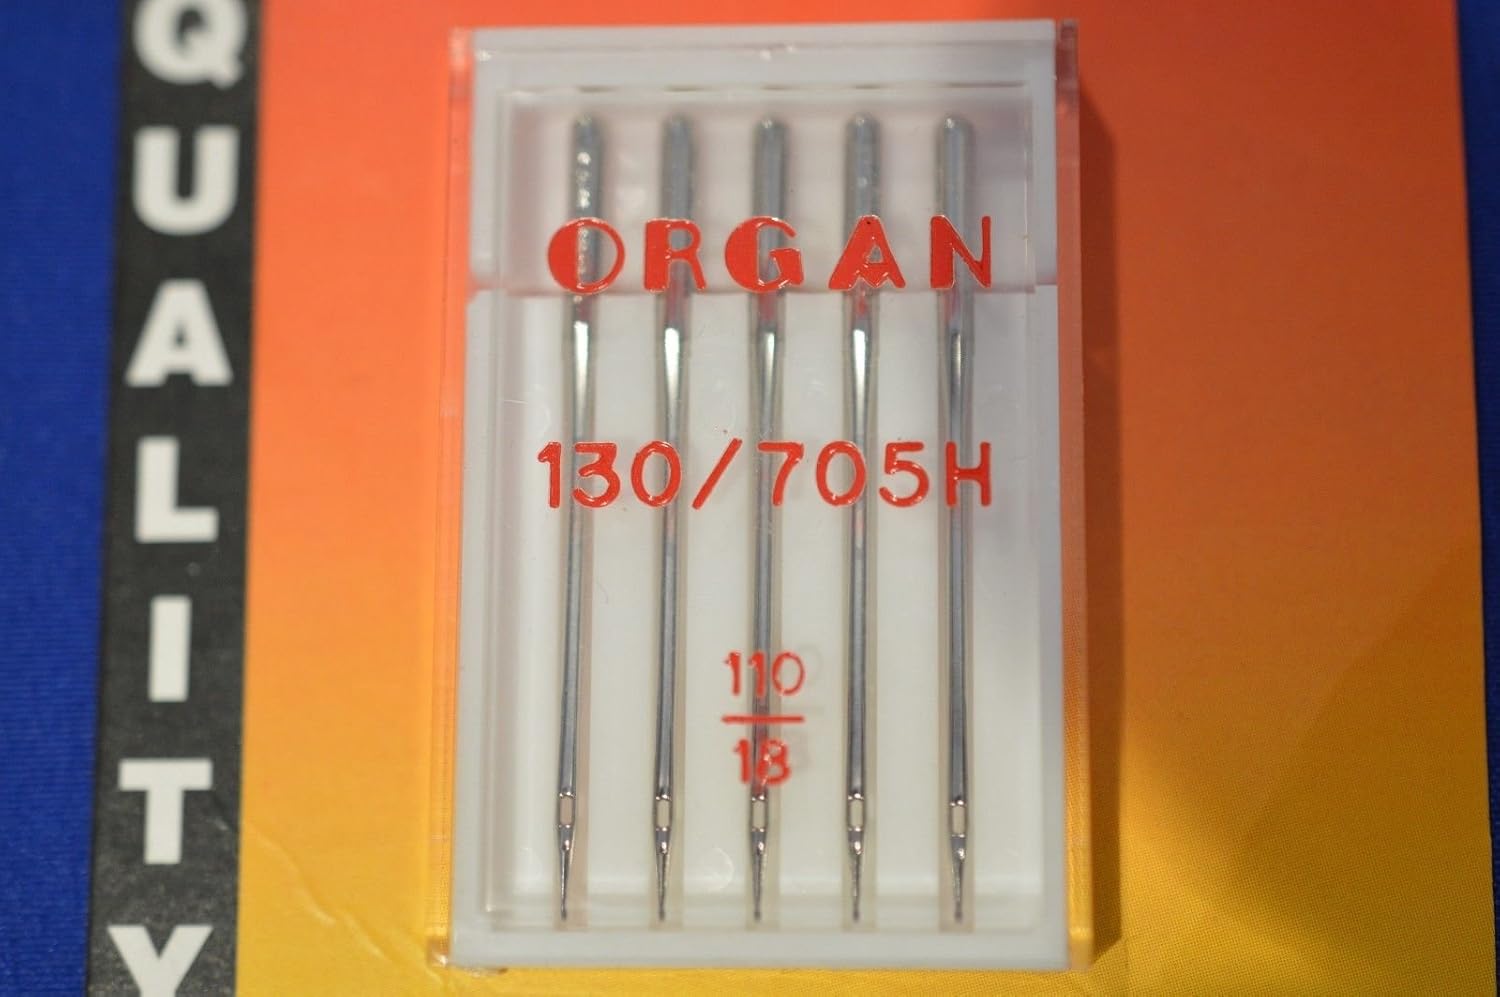 QUALITY
ORGAN
130/705H
110
18